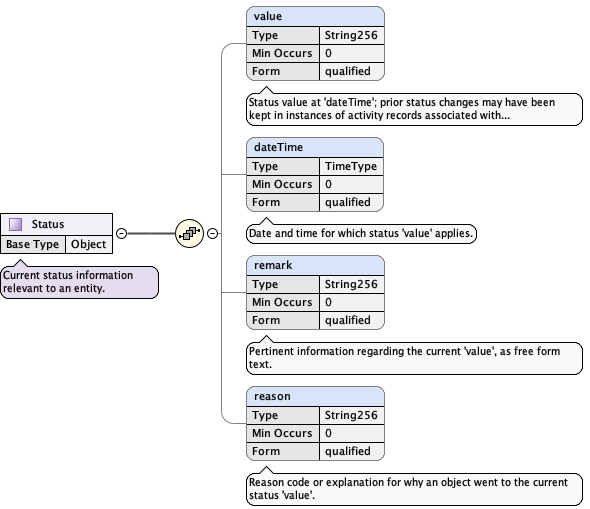 value
Type String256
Min Occurs 0
Form qualified
Status value at 'dateTime'; prior status changes may have been
kept in instances of activity records associated with...
dateTime
Type TimeType
Min Occurs 0
Form qualified
Date and time for which status 'value' applies.
Status
Base Type Object
Current status information
relevant to an entity.
remark
Type String256
Min Occurs 0
Form qualified
Pertinent information regarding the current 'value', as free form
text.
reason
Type String256
Min Occurs 0
Form qualified
Reason code or explanation for why an object went to the current
status 'value'.